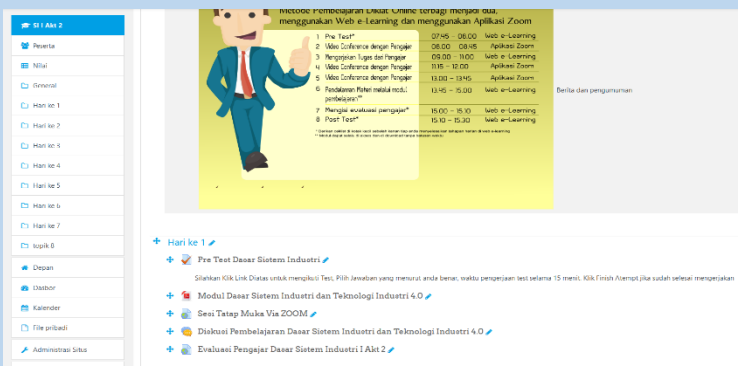 SI I Akt 2
Peserta
Nilai
General
Hari ke 1
Hari ke 2
Hari ke 3
Hari ke 4
Hari ke 5
Hari ke 6
Hari ke 7
topik 8
Depan
Dasbor
Kalender
File pribadi
Administrasi Situs
Metode Pembelajaran Diklat Online terbagi menjadi dua,
menggunakan Web e-Learning dan menggunakan Aplikasi Zoom
1 Pre Test* 07.45 - 08.00 Web e-Learning
2 Video Conference dengan Pengajar 08.00 - 08.45 Aplikasi Zoom
3 Mengerjakan Tugas dari Pengajar 09.00 - 11.00 Web e-Learning
4 Video Conference dengan Pengajar 11.15 - 12.00 Aplikasi Zoom
5 Video Conference dengan Pengajar 13.00 - 13.45 Aplikasi Zoom
6 Pendalaman Materi melalui modul 13.45 - 15.00 Web e-Learning
pembelajaran**
7 Mengisi evaluasi pengajar* 15.00 - 15.10 Web e-Learning
8 Post Test* 15.10 - 15.30 Web e-Learning
Berita dan pengumuman
Hari ke 1
Pre Test Dasar Sistem Industri
Silahkan Klik Link Diatas untuk mengikuti Test, Pilih Jawaban yang menurut anda benar, waktu pengerjaan test selama 15 menit. Klik Finish Atempt jika sudah selesai mengerjakan
Modul Dasar Sistem Industri dan Teknologi Industri 4.0
Sesi Tatap Muka Via ZOOM
Diskusi Pembelajaran Dasar Sistem Industri dan Teknologi Industri 4.0
Evaluasi Pengajar Dasar Sistem Industri I Akt 2